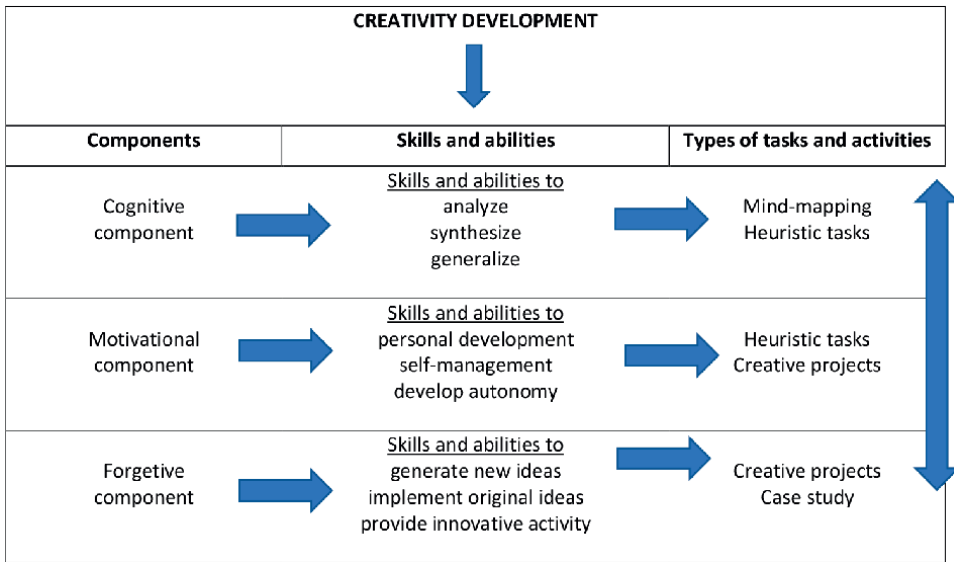 CREATIVITY DEVELOPMENT
Components
Skills and abilities
Types of tasks and activities
Cognitive
component
Skills and abilities to
analyze
synthesize
generalize
Mind-mapping
Heuristic tasks
Motivational
component
Skills and abilities to
personal development
self-management
develop autonomy
Heuristic tasks
Creative projects
Forgetive
component
Skills and abilities to
generate new ideas
implement original ideas
provide innovative activity
Creative projects
Case study